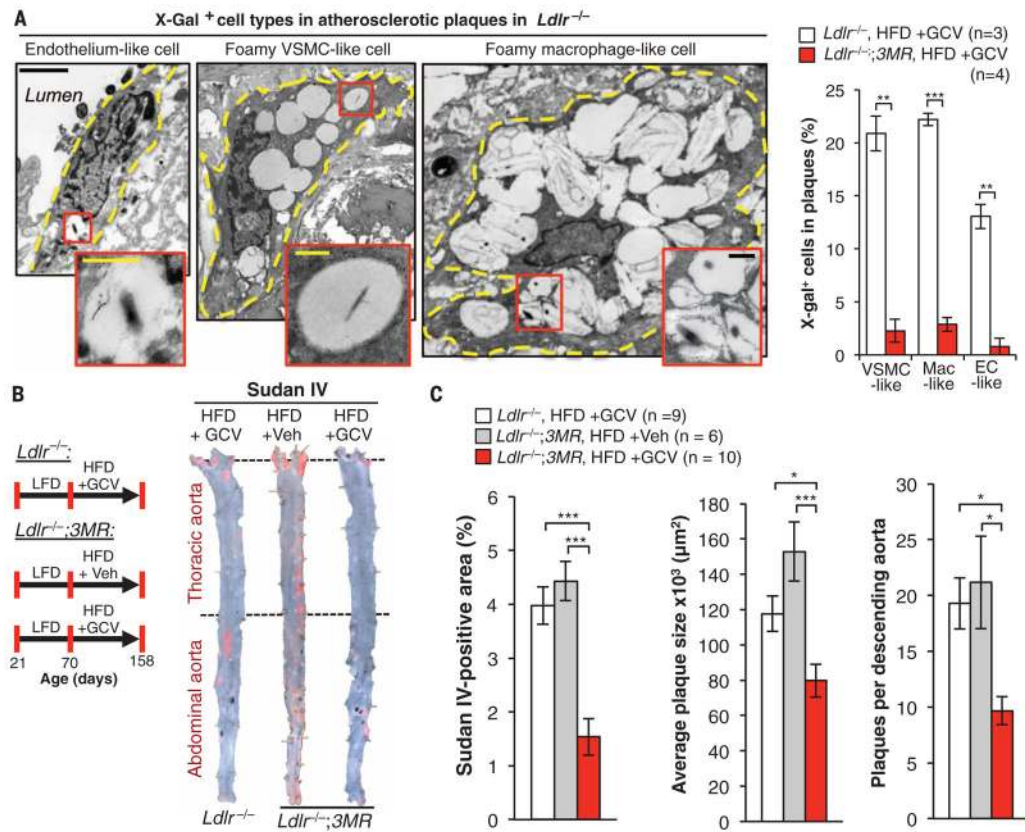 A
X-Gal + cell types in atherosclerotic plaques in Ldlr –/–
Endothelium-like cell
Foamy VSMC-like cell
Foamy macrophage-like cell
Lumen
Ldlr–/–, HFD +GCV (n=3)
Ldlr–/–;3MR, HFD +GCV
(n=4)
X-gal+ cells in plaques (%)
25
20
15
10
5
0
**
***
**
VSMC
-like
Mac
-like
EC
-like
B
Ldlr–/–:
LFD
HFD
+GCV
Ldlr–/–;3MR:
LFD
HFD
+ Veh
LFD
HFD
+GCV
21
70
158
Age (days)
Sudan IV
HFD
+ GCV
HFD
+Veh
HFD
+GCV
Thoracic aorta
Abdominal aorta
Ldlr–/–
Ldlr–/–;3MR
C
Ldlr–/–, HFD +GCV (n =9)
Ldlr–/–;3MR, HFD +Veh (n = 6)
Ldlr–/–;3MR, HFD +GCV (n = 10)
Sudan IV-positive area (%)
6
5
4
3
2
1
0
***
***
Average plaque size x10³ (µm²)
180
160
140
120
100
80
60
40
20
0
*
***
Plaques per descending aorta
30
25
20
15
10
5
0
*
*